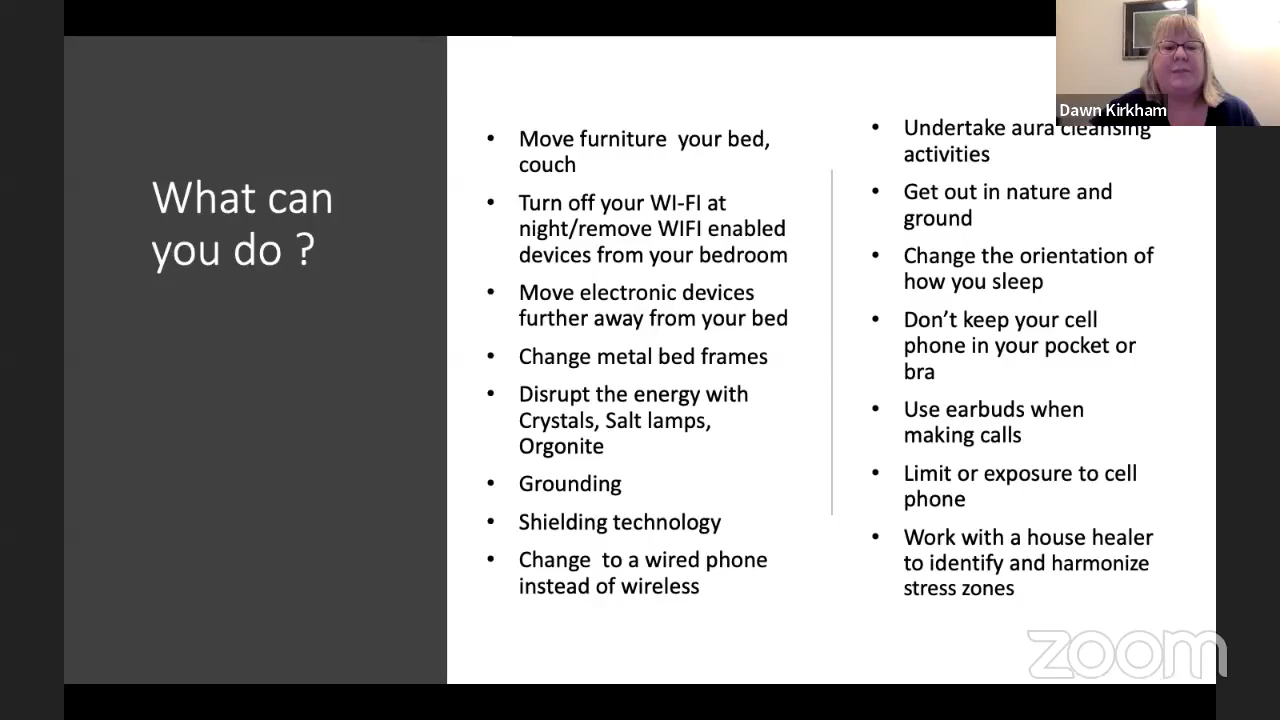 What can
you do ?
• Move furniture  your bed,
couch
• Turn off your WI-FI at
night/remove WIFI enabled
devices from your bedroom
• Move electronic devices
further away from your bed
• Change metal bed frames
• Disrupt the energy with
Crystals, Salt lamps,
Orgonite
• Grounding
• Shielding technology
• Change  to a wired phone
instead of wireless
Dawn Kirkham
• Undertake aura cleansing
activities
• Get out in nature and
ground
• Change the orientation of
how you sleep
• Don’t keep your cell
phone in your pocket or
bra
• Use earbuds when
making calls
• Limit or exposure to cell
phone
• Work with a house healer
to identify and harmonize
stress zones
zoom